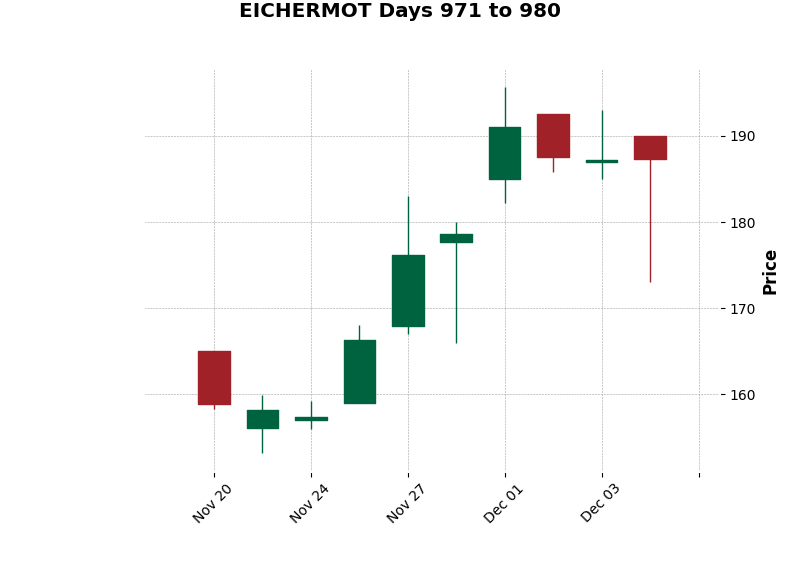 EICHERMOT Days 971 to 980
190
180
170
160
Price
Nov 20
Nov 24
Nov 27
Dec 01
Dec 03